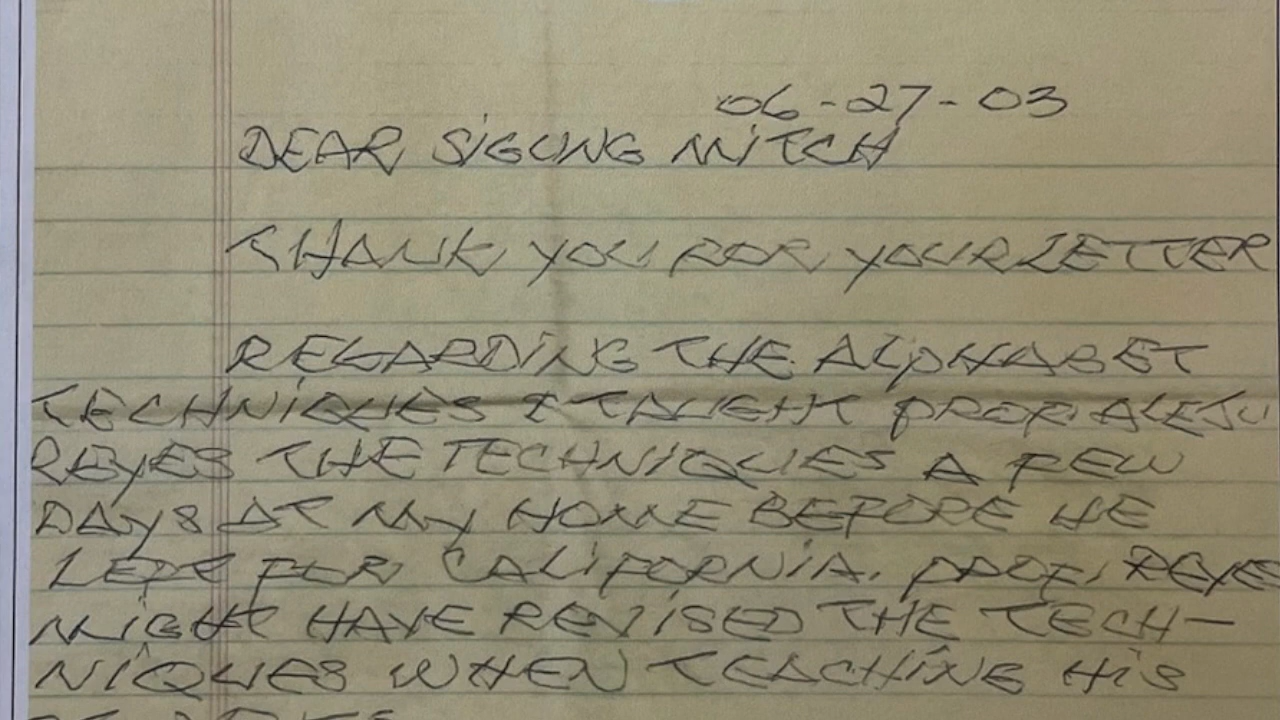 06-27-03
DEAR SIGUNG MITCH
THANK YOU FOR YOUR LETTER
REGARDING THE ALPHABET
TECHNIQUES I TAUGHT PROF. ALEJU
REYES THE TECHNIQUES A FEW
DAYS AT MY HOME BEFORE HE
LEFT FOR CALIFORNIA. PROF. REYE
MIGHT HAVE REVISED THE TECH-
NIQUES WHEN TEACHING HIS